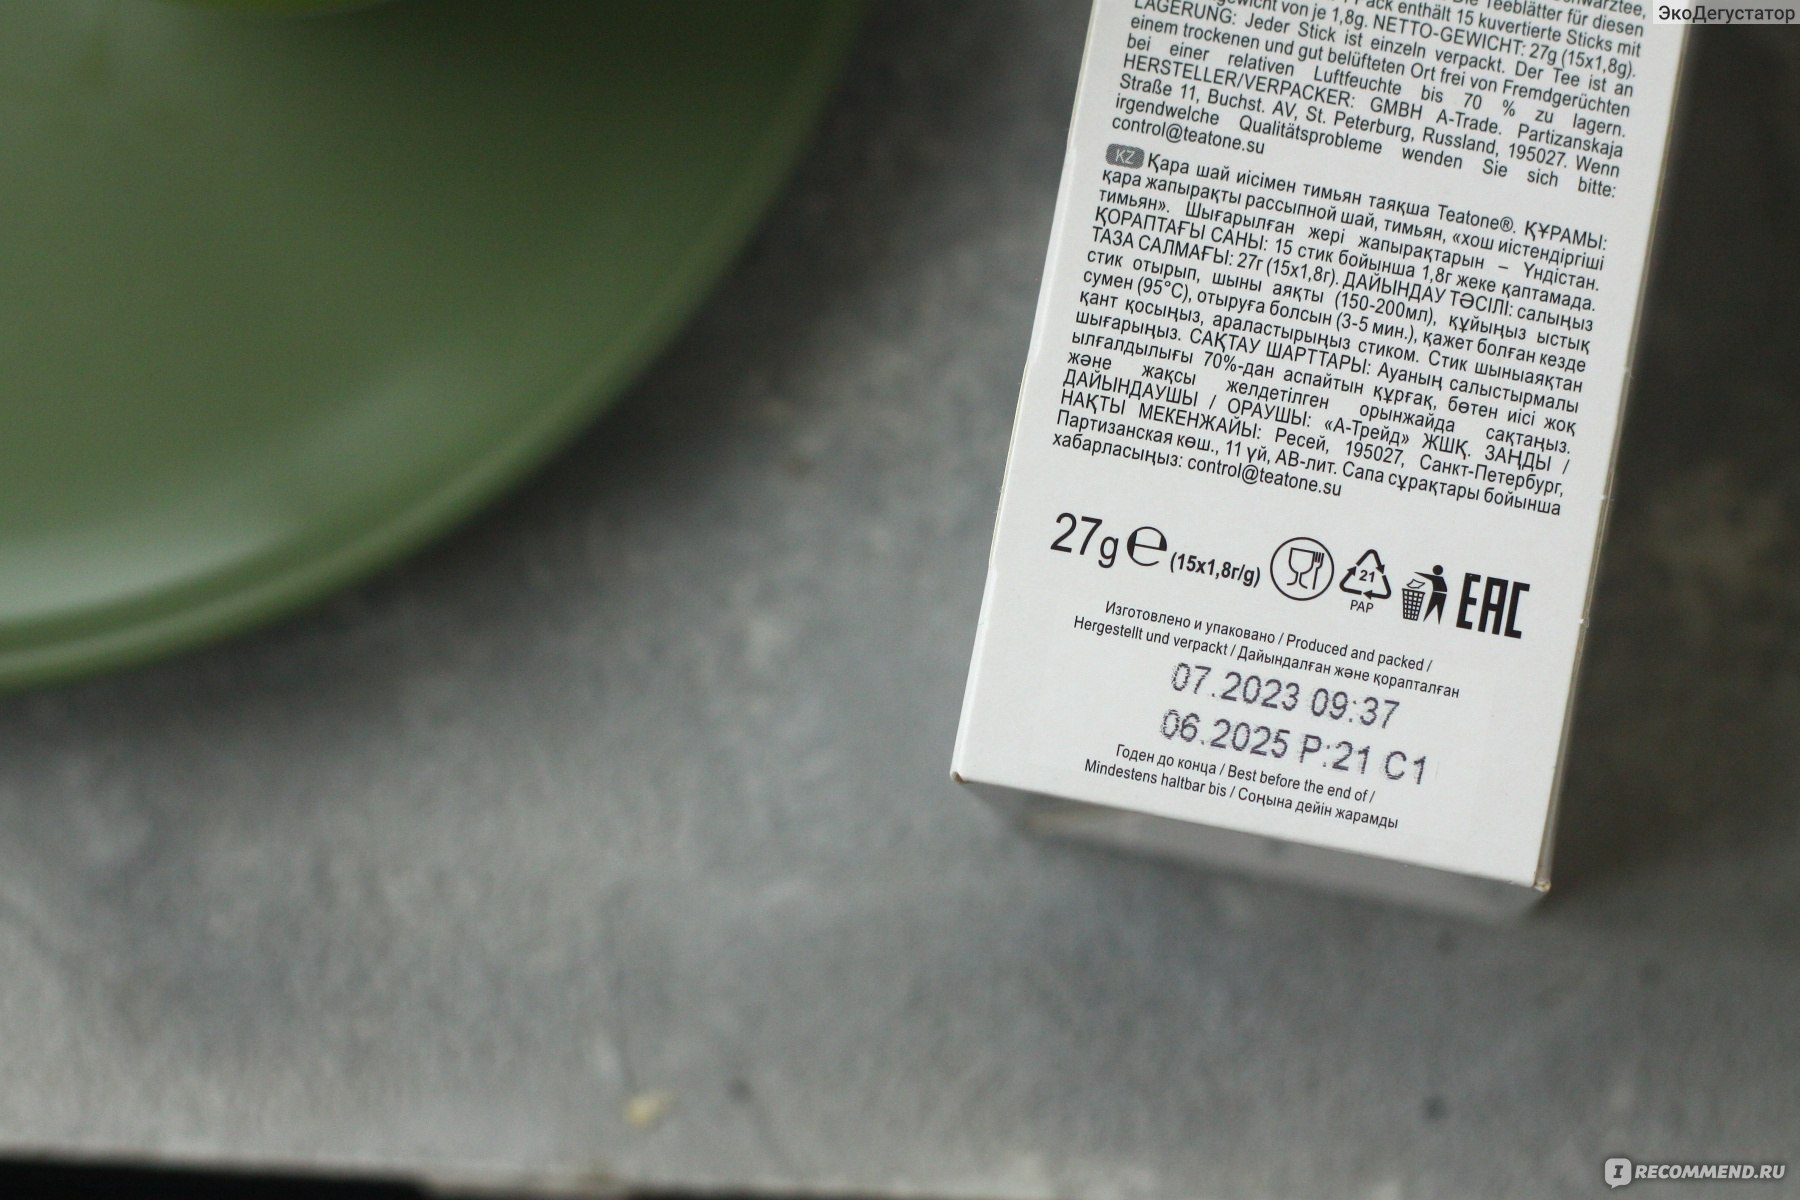 ЭкоДегустатор
Pack enthält 15 kuvertierte Sticks mit
gewicht von je 1,8g. NETTO-GEWICHT: 27g (15x1,8g).
LAGERUNG: Jeder Stick ist einzeln verpackt. Der Tee ist an
einem trockenen und gut belüfteten Ort frei von Fremdgerüchten
bei einer relativen Luftfeuchte bis 70 % zu lagern.
HERSTELLER/VERPACKER: GMBH A-Trade. Partizanskaja
Straße 11, Buchst. AV, St. Peterburg, Russland, 195027. Wenn
irgendwelche Qualitätsprobleme wenden Sie sich bitte:
control@teatone.su
KZ Қара шай иісімен тимьян таяқша Teatone®. ҚҰРАМЫ:
қара жапырақты рассыпной шай, тимьян, «хош иістендіргіші
тимьян». Шығарылған жері жапырақтарын – Үндістан.
ҚОРАПТАҒЫ САНЫ: 15 стик бойынша 1,8г жеке қаптамада.
ТАЗА САЛМАҒЫ: 27г (15х1,8г). ДАЙЫНДАУ ТӘСІЛІ: салыңыз
стик отырып, шыны аяқты (150-200мл), құйыңыз ыстық
сумен (95°C), отыруға болсын (3-5 мин.), қажет болған кезде
қант қосыңыз, араластырыңыз стиком. Стик шыныаяқтан
шығарыңыз. САҚТАУ ШАРТТАРЫ: Ауаның салыстырмалы
ылғалдылығы 70%-дан аспайтын құрғақ, бөтен иісі жоқ
және жақсы желдетілген орынжайда сақтаңыз.
ДАЙЫНДАУШЫ / ОРАУШЫ: «А-Трейд» ЖШҚ. ЗАҢДЫ /
НАҚТЫ МЕКЕНЖАЙЫ: Ресей, 195027, Санкт-Петербург,
Партизанская көш., 11 үй, АВ-лит. Сапа сұрақтары бойынша
хабарласыңыз: control@teatone.su
27g ℮ (15x1,8г/g) 21 PAP EAC
Изготовлено и упаковано / Produced and packed /
Hergestellt und verpackt / Дайындалған және қорапталған
07.2023 09:37
06.2025 P:21 C1
Годен до конца / Best before the end of /
Mindestens haltbar bis / Соңына дейін жарамды
IRECOMMEND.RU